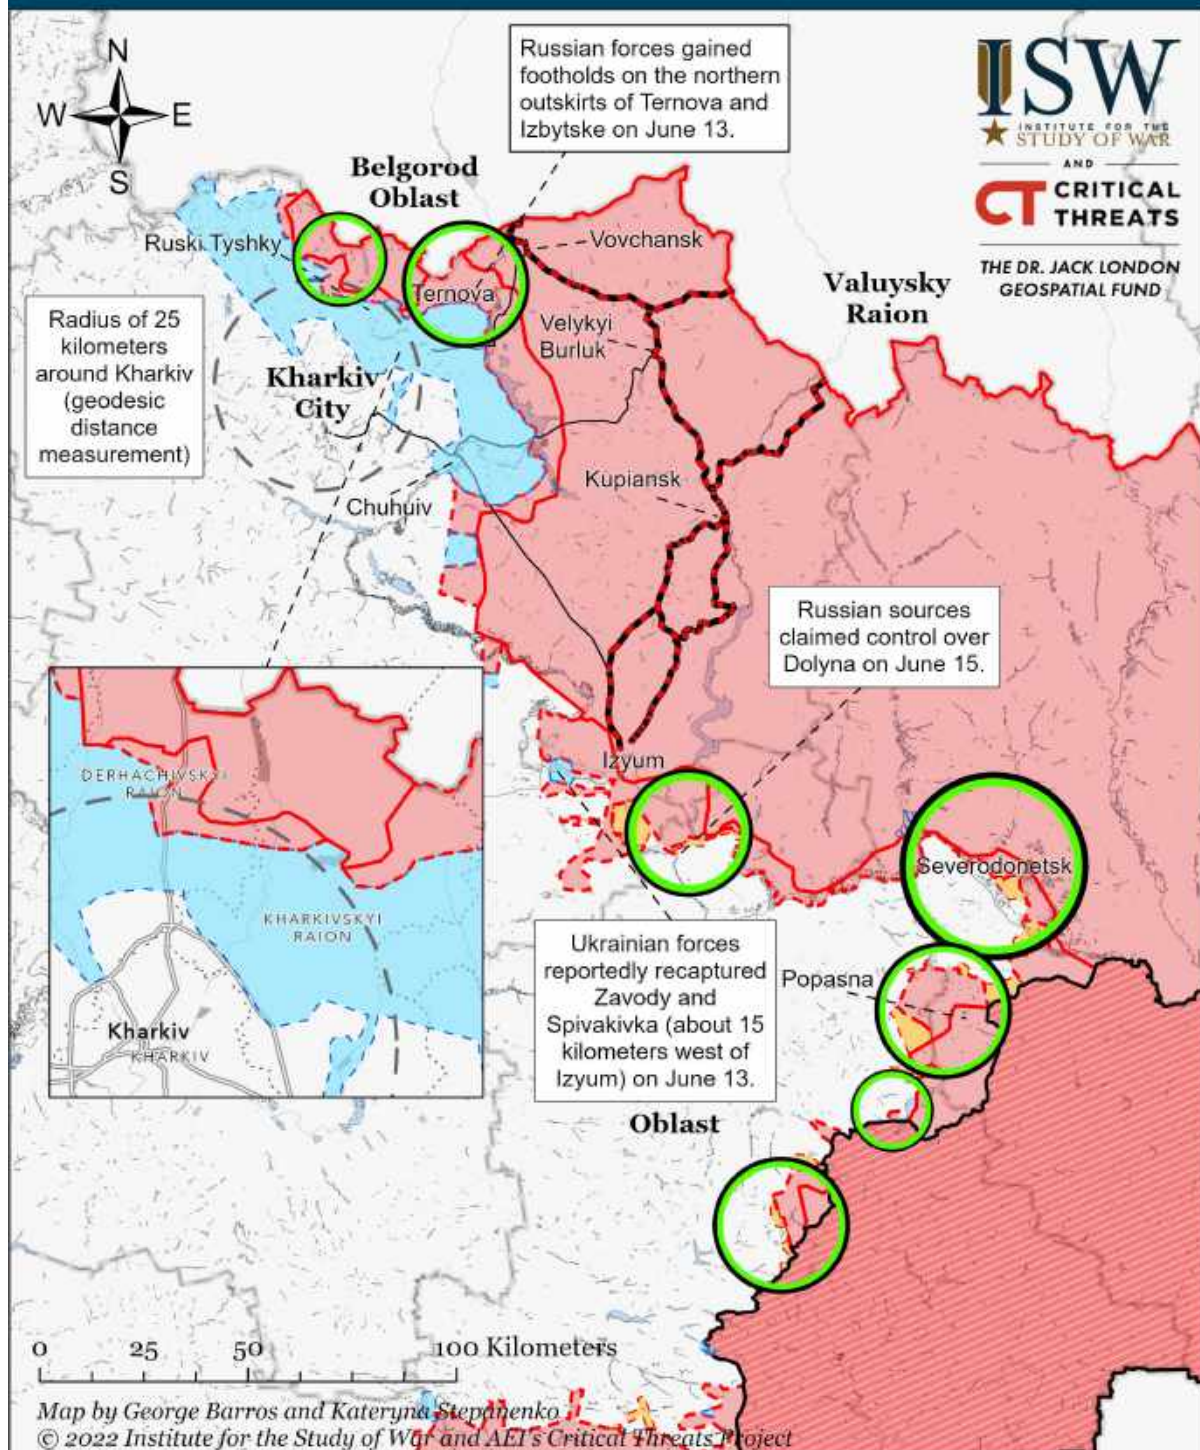 N
W E
S
Russian forces gained
footholds on the northern
outskirts of Ternova and
Izbytske on June 13.
ISW
INSTITUTE FOR THE
STUDY OF WAR
AND
CT CRITICAL
THREATS
THE DR. JACK LONDON
GEOSPATIAL FUND
Belgorod
Oblast
Ruski Tyshky
Vovchansk
Ternova
Valuysky
Raion
Radius of 25
kilometers
around Kharkiv
(geodesic
distance
measurement)
Velykyi
Burluk
Kharkiv
City
Kupiansk
Chuhuiv
Russian sources
claimed control over
Dolyna on June 15.
DERHACHIVSKYI
RAION
KHARKIVSKYI
RAION
Kharkiv
KHARKIV
Izyum
Severodonetsk
Ukrainian forces
reportedly recaptured
Zavody and
Spivakivka (about 15
kilometers west of
Izyum) on June 13.
Popasna
Oblast
0 25 50 100 Kilometers
Map by George Barros and Kateryna Stepanenko
© 2022 Institute for the Study of War and AEI's Critical Threats Project